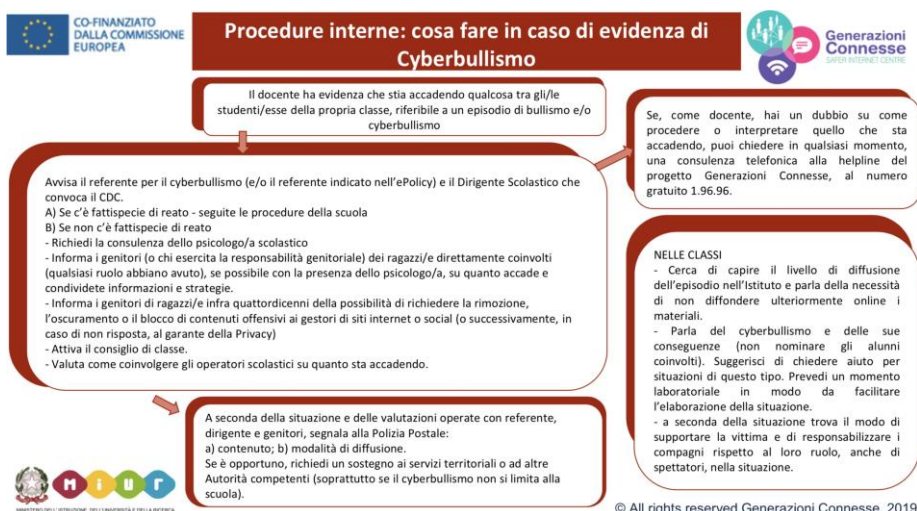 CO-FINANZIATO
DALLA COMMISSIONE
EUROPEA
Procedure interne: cosa fare in caso di evidenza di
Cyberbullismo
Generazioni
Connesse
SAFER INTERNET CENTRE
Il docente ha evidenza che stia accadendo qualcosa tra gli/le
studenti/esse della propria classe, riferibile a un episodio di bullismo e/o
cyberbullismo
Se, come docente, hai un dubbio su come
procedere o interpretare quello che sta
accadendo, puoi chiedere in qualsiasi momento,
una consulenza telefonica alla helpline del
progetto Generazioni Connesse, al numero
gratuito 1.96.96.
Avvisa il referente per il cyberbullismo (e/o il referente indicato nell'ePolicy) e il Dirigente Scolastico che
convoca il CDC.
A) Se c'è fattispecie di reato - seguite le procedure della scuola
B) Se non c'è fattispecie di reato
- Richiedi la consulenza dello psicologo/a scolastico
- Informa i genitori (o chi esercita la responsabilità genitoriale) dei ragazzi/e direttamente coinvolti
(qualsiasi ruolo abbiano avuto), se possibile con la presenza dello psicologo/a, su quanto accade e
condividete informazioni e strategie.
- Informa i genitori di ragazzi/e infra quattordicenni della possibilità di richiedere la rimozione,
l'oscuramento o il blocco di contenuti offensivi ai gestori di siti internet o social (o successivamente, in
caso di non risposta, al garante della Privacy)
- Attiva il consiglio di classe.
- Valuta come coinvolgere gli operatori scolastici su quanto sta accadendo.
NELLE CLASSI
- Cerca di capire il livello di diffusione
dell'episodio nell'Istituto e parla della necessità
di non diffondere ulteriormente online i
materiali.
- Parla del cyberbullismo e delle sue
conseguenze (non nominare gli alunni
coinvolti). Suggerisci di chiedere aiuto per
situazioni di questo tipo. Prevedi un momento
laboratoriale in modo da facilitare
l'elaborazione della situazione.
- a seconda della situazione trova il modo di
supportare la vittima e di responsabilizzare i
compagni rispetto al loro ruolo, anche di
spettatori, nella situazione.
A seconda della situazione e delle valutazioni operate con referente,
dirigente e genitori, segnala alla Polizia Postale:
a) contenuto; b) modalità di diffusione.
Se è opportuno, richiedi un sostegno ai servizi territoriali o ad altre
Autorità competenti (soprattutto se il cyberbullismo non si limita alla
scuola).
miur
MINISTERO DELL'ISTRUZIONE, DELL'UNIVERSITÀ E DELLA RICERCA
© All rights reserved Generazioni Connesse 2019